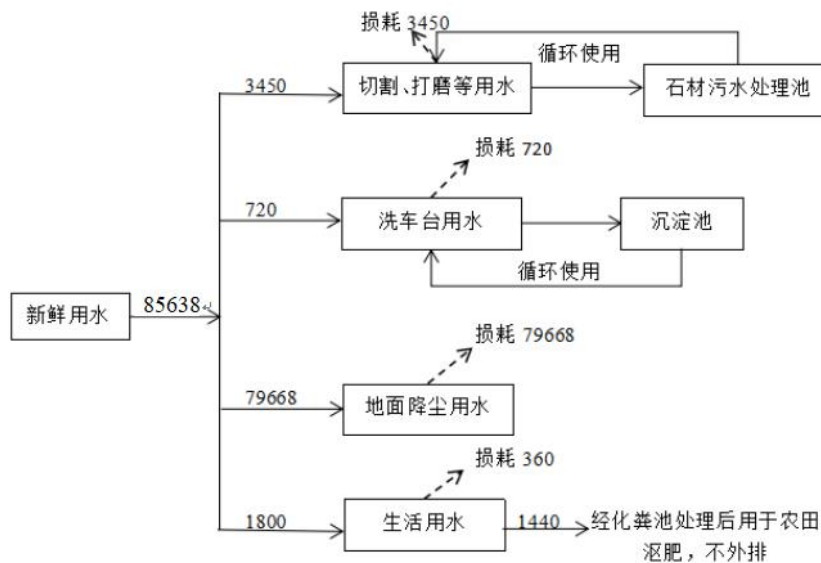 损耗 3450
循环使用
3450
切割、打磨等用水
石材污水处理池
损耗 720
720
洗车台用水
沉淀池
循环使用
新鲜用水
85638
损耗 79668
79668
地面降尘用水
损耗 360
1800
生活用水
1440
经化粪池处理后用于农田
沤肥，不外排